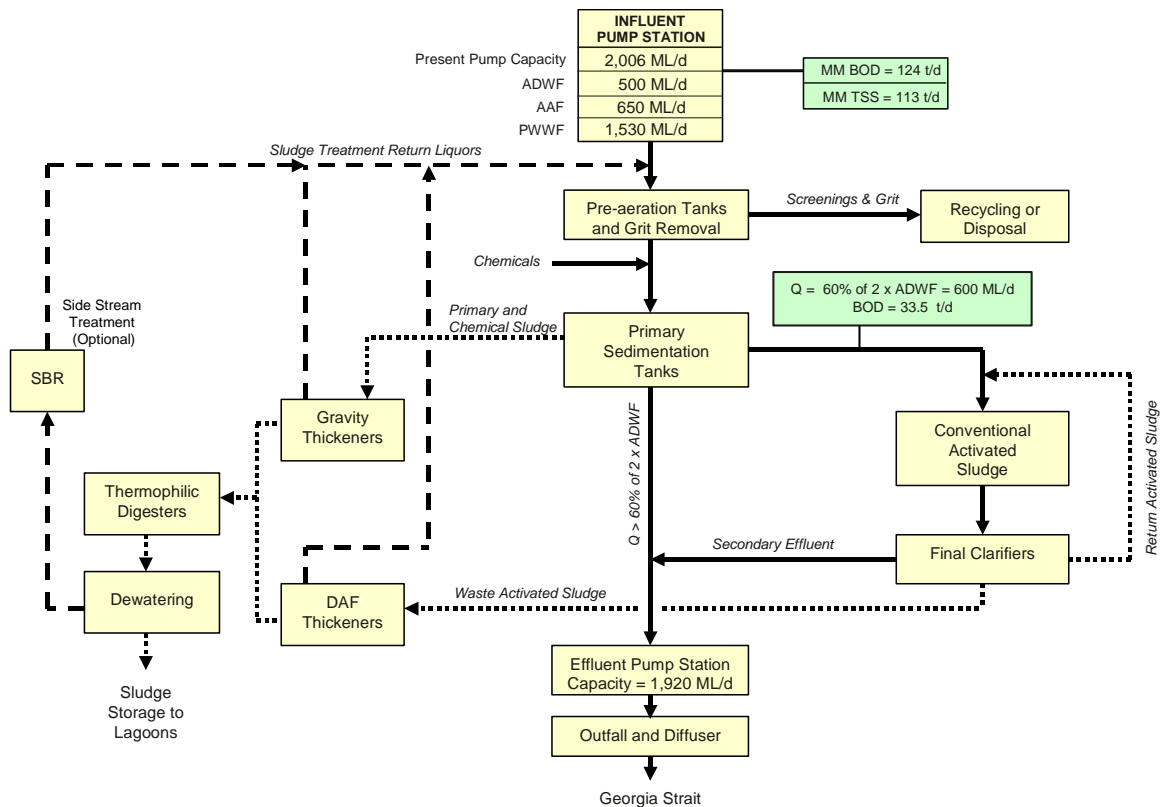 INFLUENT
PUMP STATION
Present Pump Capacity
2,006 ML/d
ADWF
500 ML/d
AAF
650 ML/d
PWWF
1,530 ML/d
MM BOD = 124 t/d
MM TSS = 113 t/d
Sludge Treatment Return Liquors
Pre-aeration Tanks
and Grit Removal
Screenings & Grit
Recycling or
Disposal
Chemicals
Q = 60% of 2 x ADWF = 600 ML/d
BOD = 33.5 t/d
Side Stream
Treatment
(Optional)
Primary and
Chemical Sludge
Primary
Sedimentation
Tanks
SBR
Gravity
Thickeners
Conventional
Activated
Sludge
Return Activated Sludge
Q > 60% of 2 x ADWF
Thermophilic
Digesters
Secondary Effluent
Final Clarifiers
Dewatering
DAF
Thickeners
Waste Activated Sludge
Effluent Pump Station
Capacity = 1,920 ML/d
Sludge
Storage to
Lagoons
Outfall and Diffuser
Georgia Strait